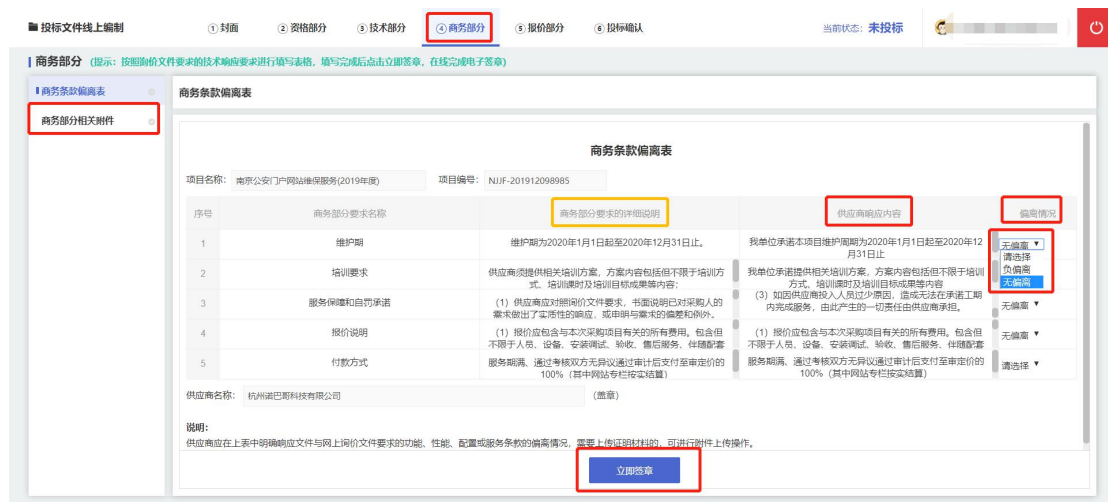 投标文件线上编制
①封面
②资格部分
③技术部分
④商务部分
⑤报价部分
⑥投标确认
当前状态：未投标
商务部分（提示：按照询价文件要求的技术响应要求进行填写表格，填写完成后点击立即签章，在线完成电子签章）
商务条款偏离表
商务部分相关附件
商务条款偏离表
商务条款偏离表
项目名称： 南京公安门户网站维保服务(2019年度) 项目编号： NJJF-201912098985
序号 商务部分要求名称 商务部分要求的详细说明 供应商响应内容 偏离情况
1 维护期 维护期为2020年1月1日起至2020年12月31日止。 我单位承诺本项目维护周期为2020年1月1日起至2020年12
月31日止
无偏离
请选择
负偏离
无偏离
2 培训要求 供应商须提供相关培训方案，方案内容包括但不限于培训方 我单位承诺提供相关培训方案，方案内容包括但不限于培训
式、培训课时及培训目标成果等内容； 方式、培训课时及培训目标成果等内容
3 服务保障和自罚承诺 （1）供应商应对照询价文件要求，书面说明已对采购人的 （3）如因供应商投入人员过少原因，造成无法在承诺工期 无偏离
需求做出了实质性的响应，或申明与需求的偏差和例外。 内完成服务，由此产生的一切责任由供应商承担。
4 报价说明 （1）报价应包含与本次采购项目有关的所有费用。包含但 （1）报价应包含与本次采购项目有关的所有费用。包含但 无偏离
不限于人员、设备、安装调试、验收、售后服务、伴随配套 不限于人员、设备、安装调试、验收、售后服务、伴随配套
5 付款方式 服务期满、通过考核双方无异议通过审计后支付至审定价的 服务期满、通过考核双方无异议通过审计后支付至审定价的 请选择
100%（其中网站专栏按实结算） 100%（其中网站专栏按实结算）
供应商名称： 杭州诺巴哥科技有限公司 （盖章）
说明：
供应商应在上表中明确响应文件与网上询价文件要求的功能、性能、配置或服务条款的偏离情况，需要上传证明材料的，可进行附件上传操作。
立即签章